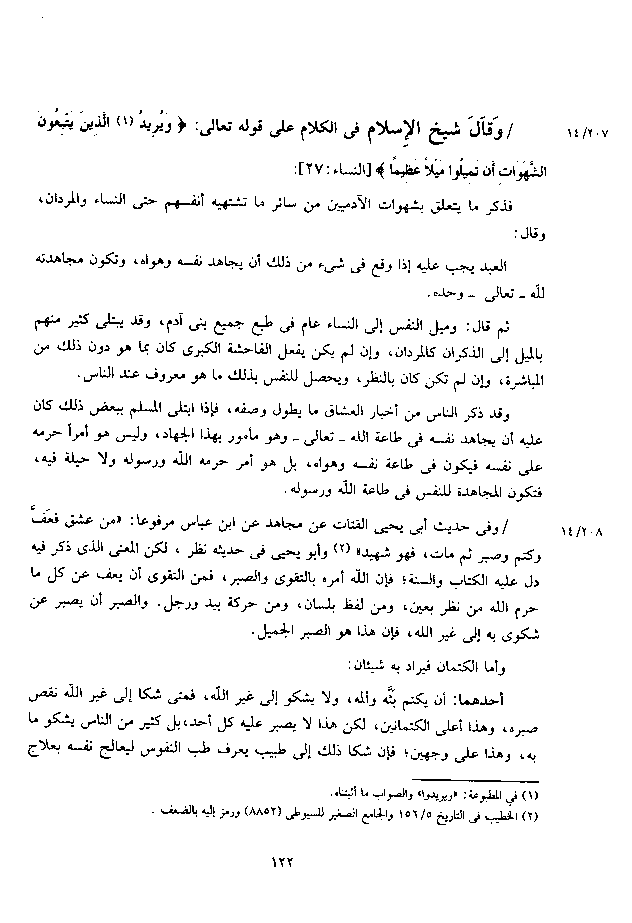 ١٤/٢٠٧ / وَقَالَ شيخ الإِسلام فى الكلام على قوله تعالى: ﴿ وَيُرِيدُ (١) الَّذِينَ يَتَّبِعُونَ
الشَّهَوَاتِ أَن تَمِيلُوا مَيْلاً عَظِيمًا ﴾ [النساء: ٢٧]:
فذكر ما يتعلق بشهوات الآدميين من سائر ما تشتهيه أنفسهم حتى النساء والمردان،
وقال:
العبد يجب عليه إذا وقع فى شىء من ذلك أن يجاهد نفسه وهواه، وتكون مجاهدته
لله ـ تعالى ـ وحده.
ثم قال: وميل النفس إلى النساء عام فى طبع جميع بنى آدم، وقد يبتلى كثير منهم
بالميل إلى الذكران كالمردان، وإن لم يكن يفعل الفاحشة الكبرى كان بما هو دون ذلك من
المباشرة، وإن لم تكن كان بالنظر، ويحصل للنفس بذلك ما هو معروف عند الناس.
وقد ذكر الناس من أخبار العشاق ما يطول وصفه، فإذا ابتلى المسلم ببعض ذلك كان
عليه أن يجاهد نفسه فى طاعة الله ـ تعالى ـ وهو مأمور بهذا الجهاد، وليس هو أمراً حرمه
على نفسه فيكون فى طاعة نفسه وهواه، بل هو أمر حرمه الله ورسوله ولا حيلة فيه،
فتكون المجاهدة للنفس فى طاعة الله ورسوله.
١٤/٢٠٨ / وفى حديث أبى يحيى القتات عن مجاهد عن ابن عباس مرفوعا: «من عشق فعَفَّ
وكتم وصبر ثم مات، فهو شهيد» (٢) وأبو يحيى فى حديثه نظر ، لكن المعنى الذى ذكر فيه
دل عليه الكتاب والسنة؛ فإن الله أمره بالتقوى والصبر، فمن التقوى أن يعف عن كل ما
حرم الله من نظر بعين، ومن لفظ بلسان، ومن حركة بيد ورجل. والصبر أن يصبر عن
شكوى به إلى غير الله، فإن هذا هو الصبر الجميل.
وأما الكتمان فيراد به شيئان:
أحدهما: أن يكتم بَثَّه وألمه، ولا يشكو إلى غير الله، فمتى شكا إلى غير الله نقص
صبره، وهذا أعلى الكتمانين، لكن هذا لا يصبر عليه كل أحد، بل كثير من الناس يشكو ما
به، وهذا على وجهين؛ فإن شكا ذلك إلى طبيب يعرف طب النفوس ليعالج نفسه بعلاج
(١) في المطبوعة: «ويريدوا» والصواب ما أثبتناه.
(٢) الخطيب فى التاريخ ١٥٦/٥ والجامع الصغير للسيوطى (٨٨٥٢) ورمز إليه بالضعف .
١٢٢